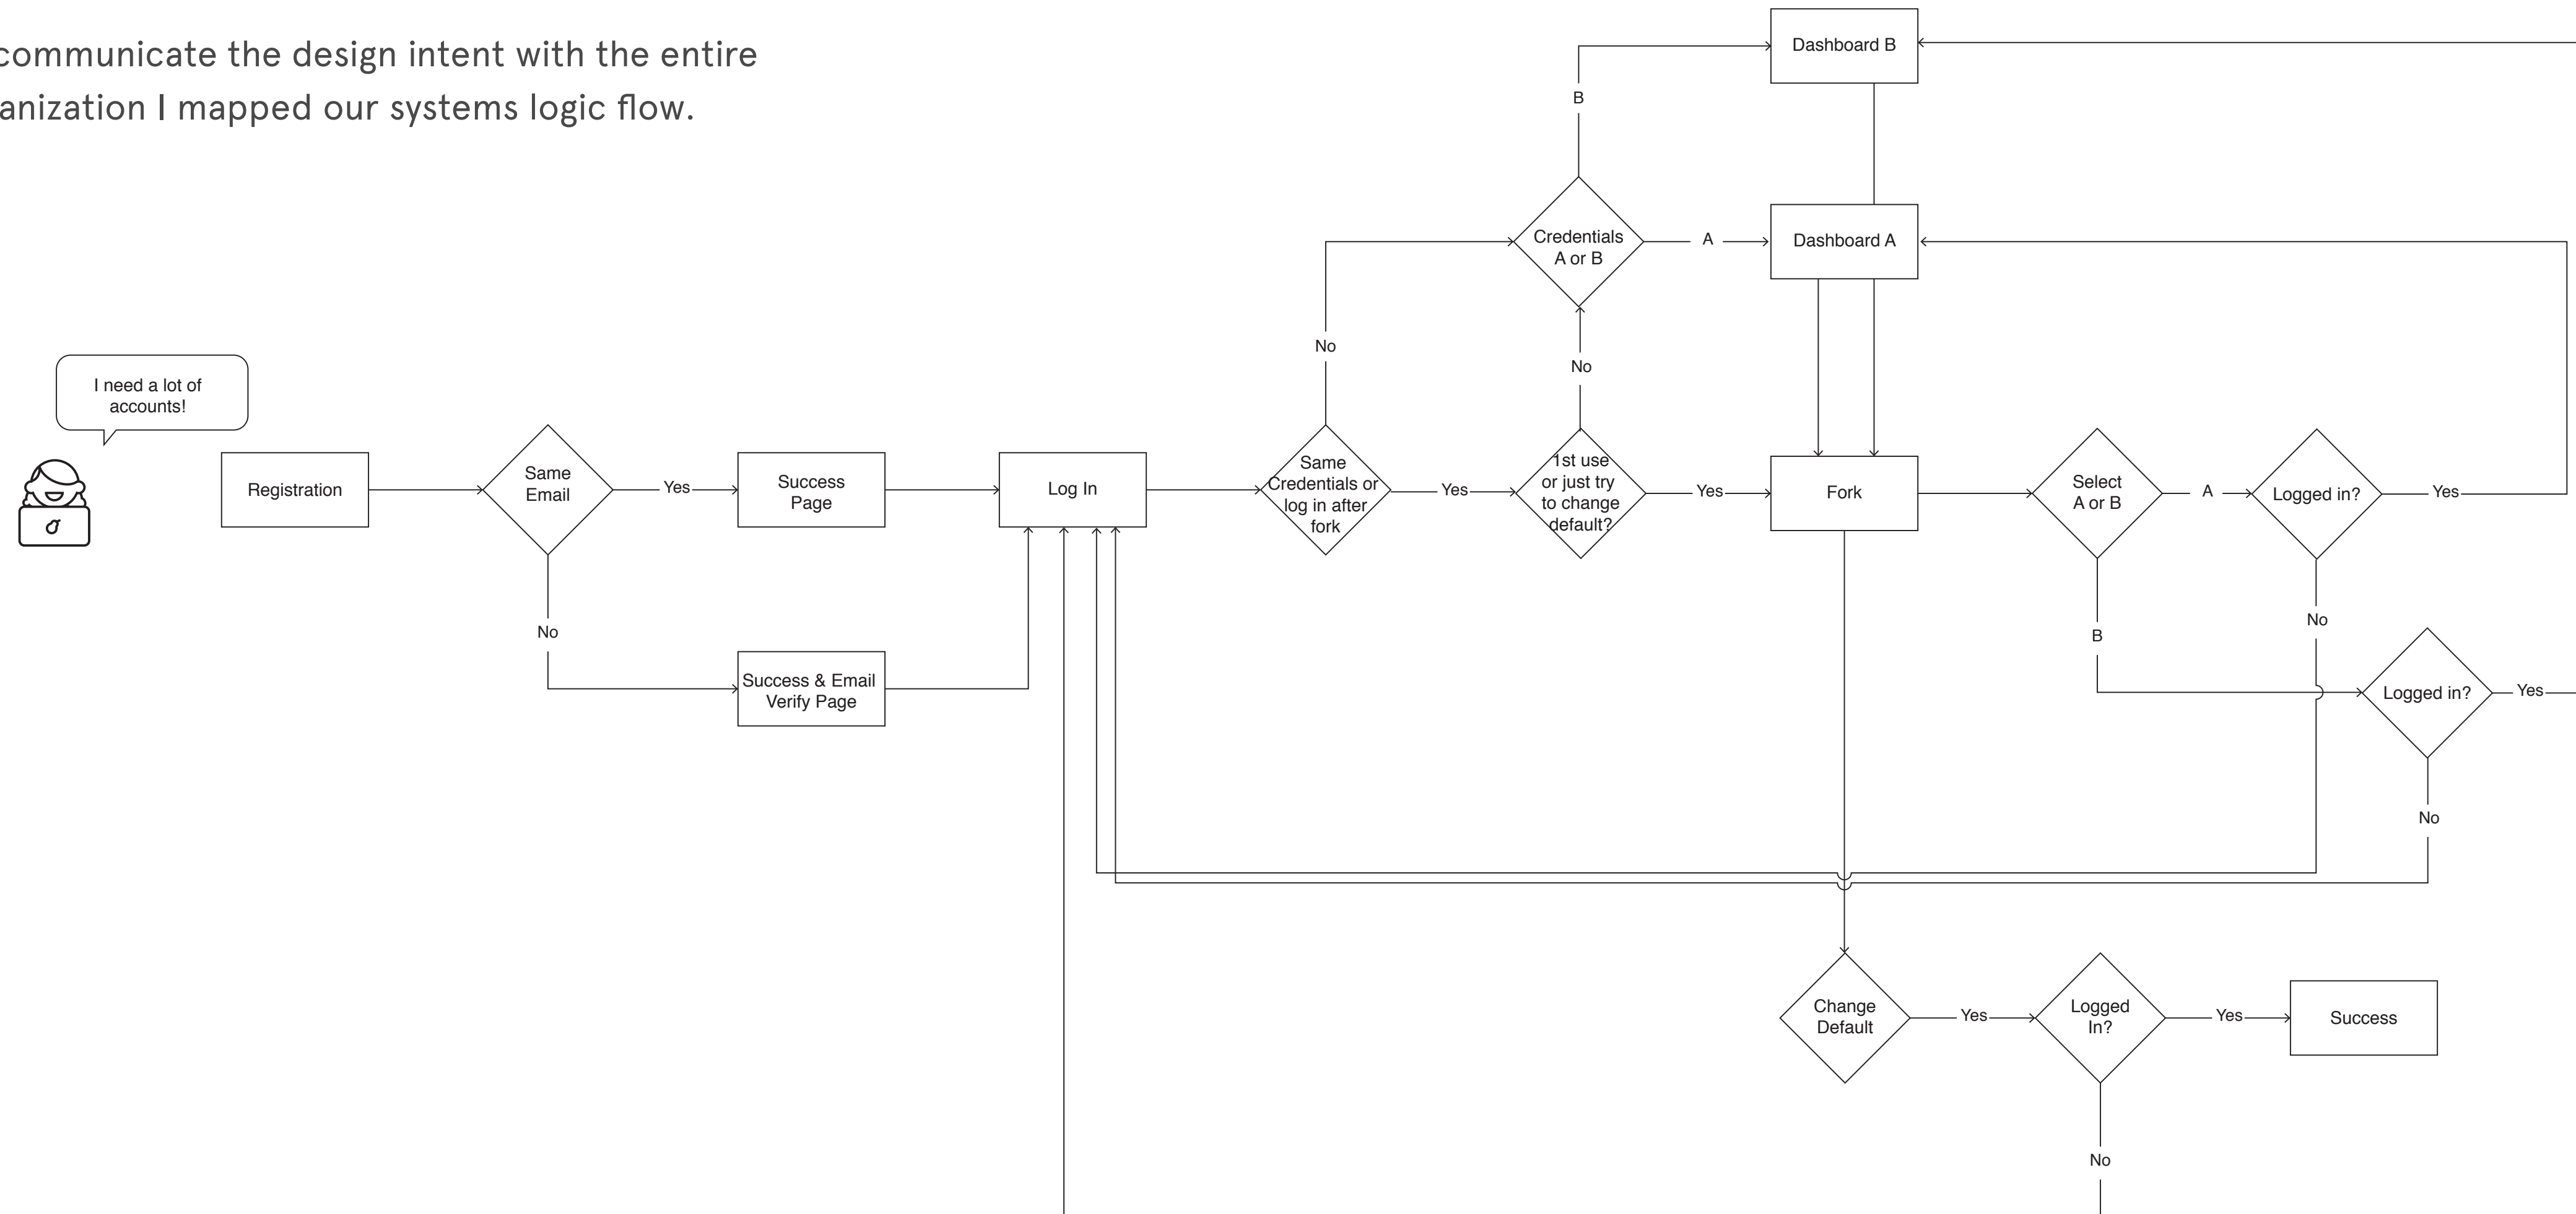 communicate the design intent with the entire
anization I mapped our systems logic flow.
Dashboard B
B
Credentials
A or B
A
Dashboard A
No
No
I need a lot of
accounts!
Registration
Same
Email
Yes
Success
Page
Log In
Same
Credentials or
log in after
fork
Yes
1st use
or just try
to change
default?
Yes
Fork
Select
A or B
A
Logged in?
Yes
No
No
B
Success & Email
Verify Page
Logged in?
Yes
No
Change
Default
Yes
Logged
In?
Yes
Success
No